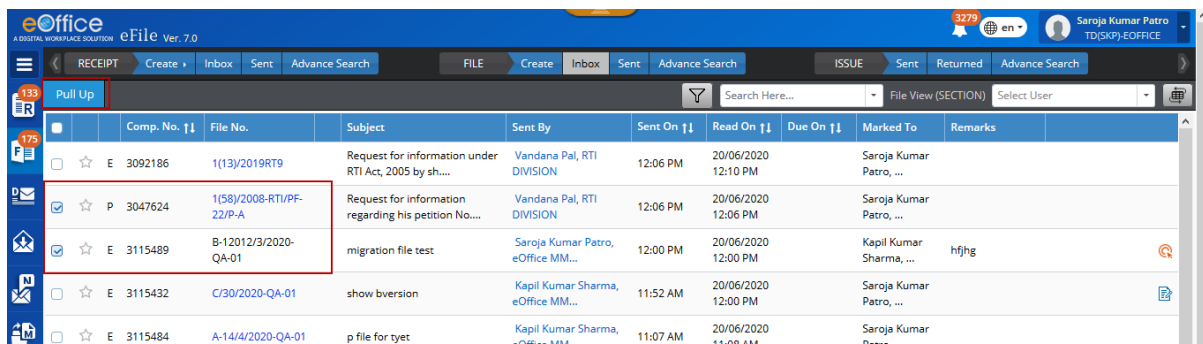 eOffice
A DIGITAL WORKPLACE SOLUTION eFile Ver. 7.0
3279 en Saroja Kumar Patro
TD(SKP)-EOFFICE
RECEIPT Create Inbox Sent Advance Search FILE Create Inbox Sent Advance Search ISSUE Sent Returned Advance Search
133 R Pull Up Search Here... File View (SECTION) Select User
Comp. No. File No. Subject Sent By Sent On Read On Due On Marked To Remarks
175 F
E 3092186 1(13)/2019RT9 Request for information under RTI Act, 2005 by sh.... Vandana Pal, RTI DIVISION 12:06 PM 20/06/2020 12:10 PM Saroja Kumar Patro, ...
D
P 3047624 1(58)/2008-RTI/PF-22/P-A Request for information regarding his petition No.... Vandana Pal, RTI DIVISION 12:06 PM 20/06/2020 12:06 PM Saroja Kumar Patro, ...
E 3115489 B-12012/3/2020-QA-01 migration file test Saroja Kumar Patro, eOffice MM... 12:00 PM 20/06/2020 12:00 PM Kapil Kumar Sharma, ... hfjhg
N
E 3115432 C/30/2020-QA-01 show bversion Kapil Kumar Sharma, eOffice MM... 11:52 AM 20/06/2020 12:00 PM Saroja Kumar Patro, ...
M
E 3115484 A-14/4/2020-QA-01 p file for tyet Kapil Kumar Sharma, 11:07 AM 20/06/2020 Saroja Kumar